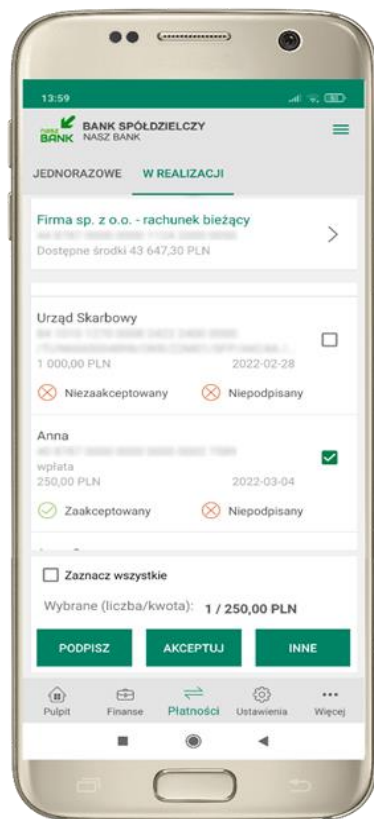 13:59
NASZ BANK
BANK SPÓŁDZIELCZY
NASZ BANK
JEDNORAZOWE W REALIZACJI
Firma sp. z o.o. - rachunek bieżący
Dostępne środki 43 647,30 PLN
Urząd Skarbowy
1 000,00 PLN 2022-02-28
Niezaakceptowany Niepodpisany
Anna
wpłata
250,00 PLN 2022-03-04
Zaakceptowany Niepodpisany
Zaznacz wszystkie
Wybrane (liczba/kwota): 1 / 250,00 PLN
PODPISZ AKCEPTUJ INNE
Pulpit Finanse Płatności Ustawienia Więcej